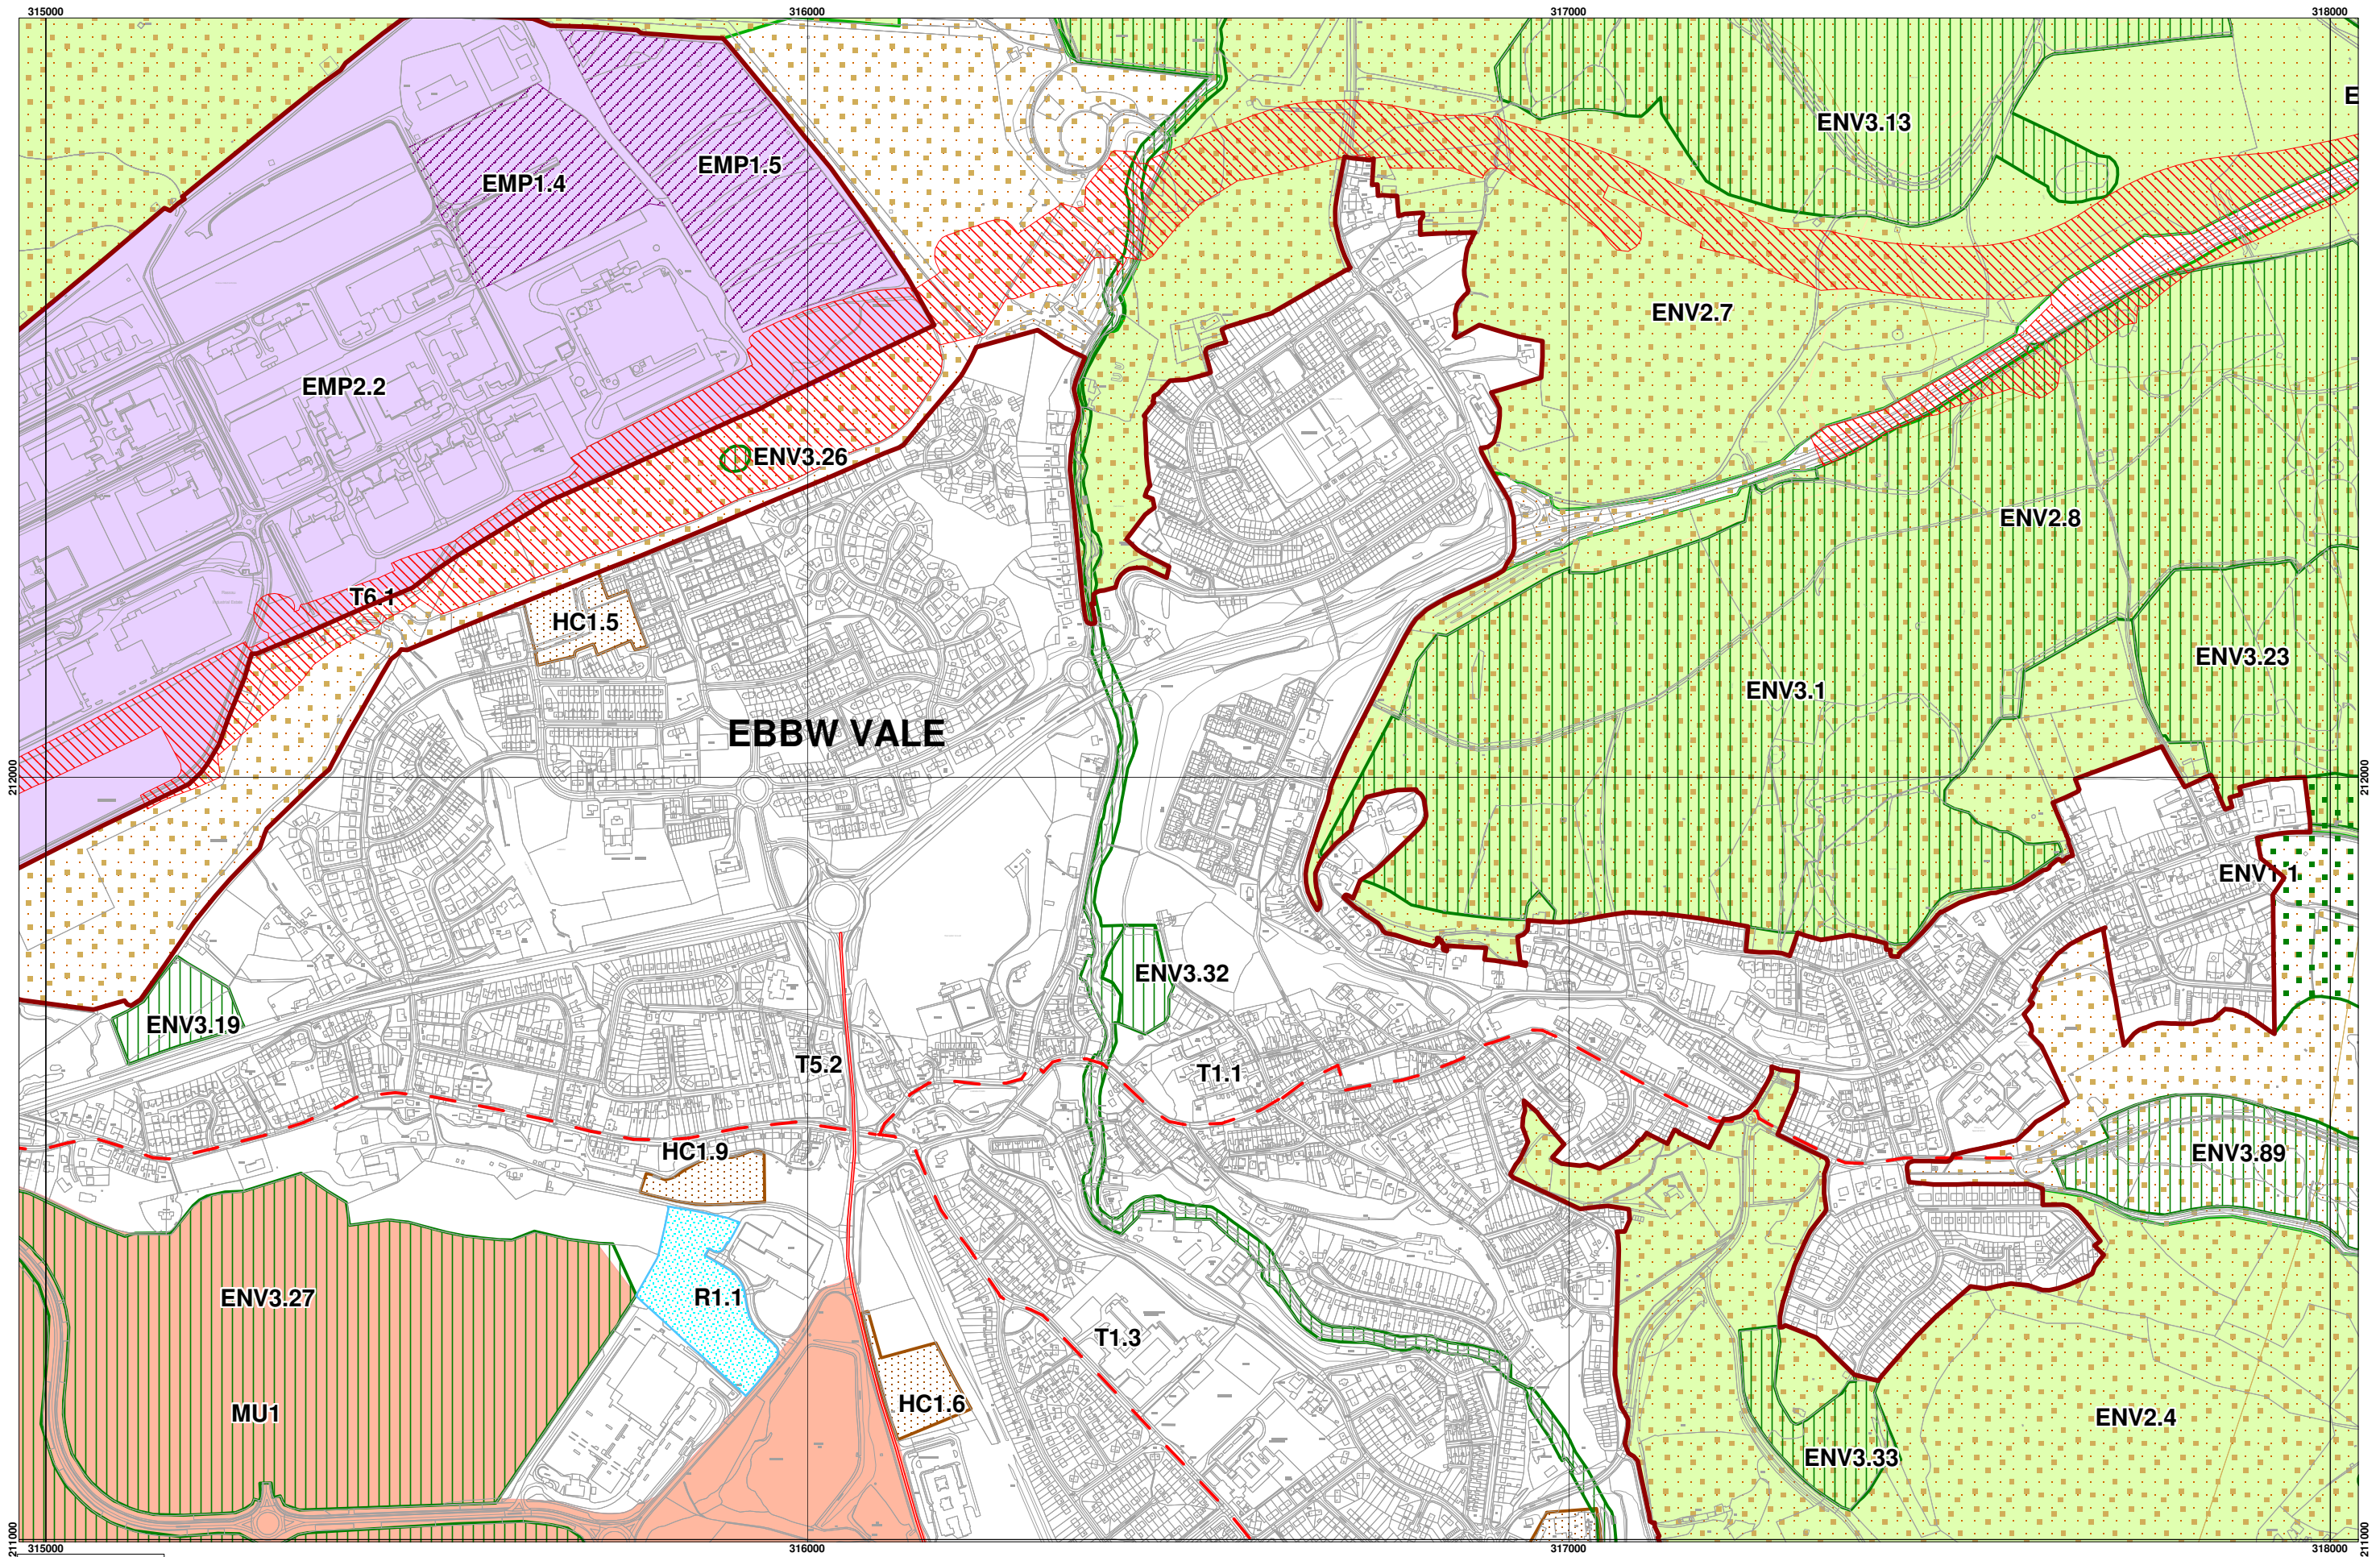 315000
316000
317000
318000
E
ENV3.13
EMP1.5
EMP1.4
ENV2.7
EMP2.2
ENV3.26
ENV2.8
T6.1
HC1.5
ENV3.23
ENV3.1
EBBW VALE
212000
212000
ENV1.1
ENV3.32
ENV3.19
T5.2
T1.1
HC1.9
ENV3.89
ENV3.27
R1.1
T1.3
HC1.6
MU1
ENV2.4
ENV3.33
211000
211000
315000
316000
317000
318000